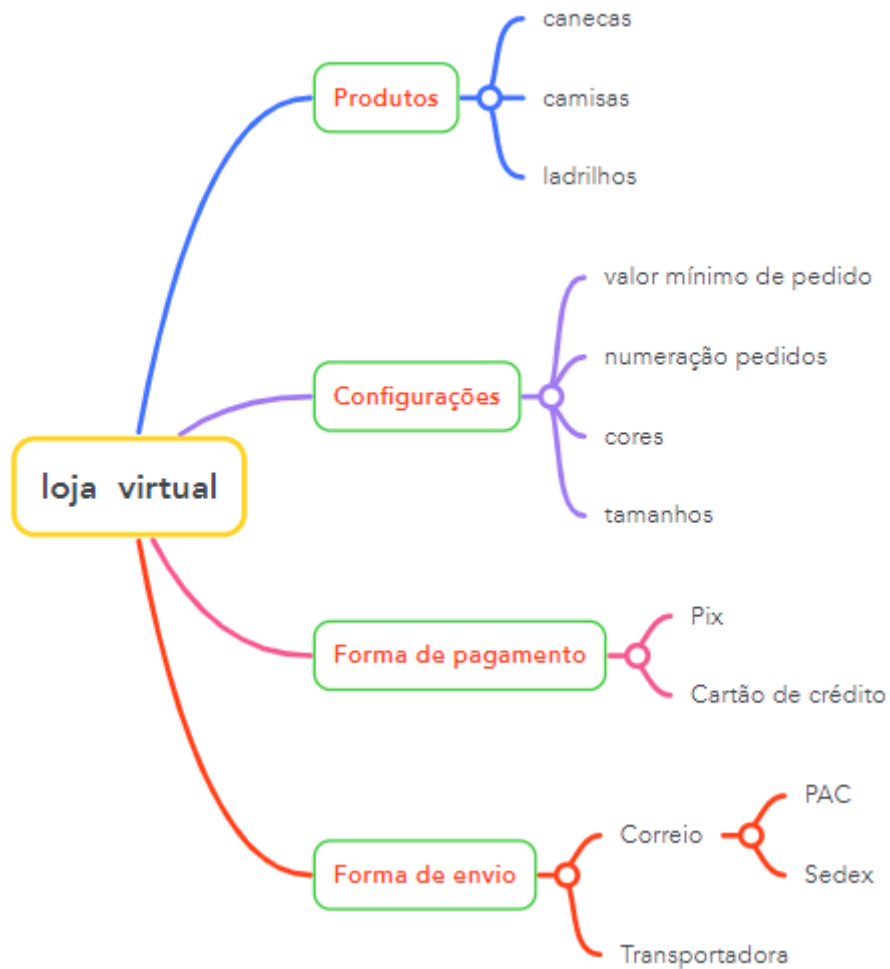 canecas
Produtos
camisas
ladrilhos
valor mínimo de pedido
numeração pedidos
Configurações
cores
tamanhos
loja virtual
Pix
Forma de pagamento
Cartão de crédito
PAC
Correio
Sedex
Forma de envio
Transportadora